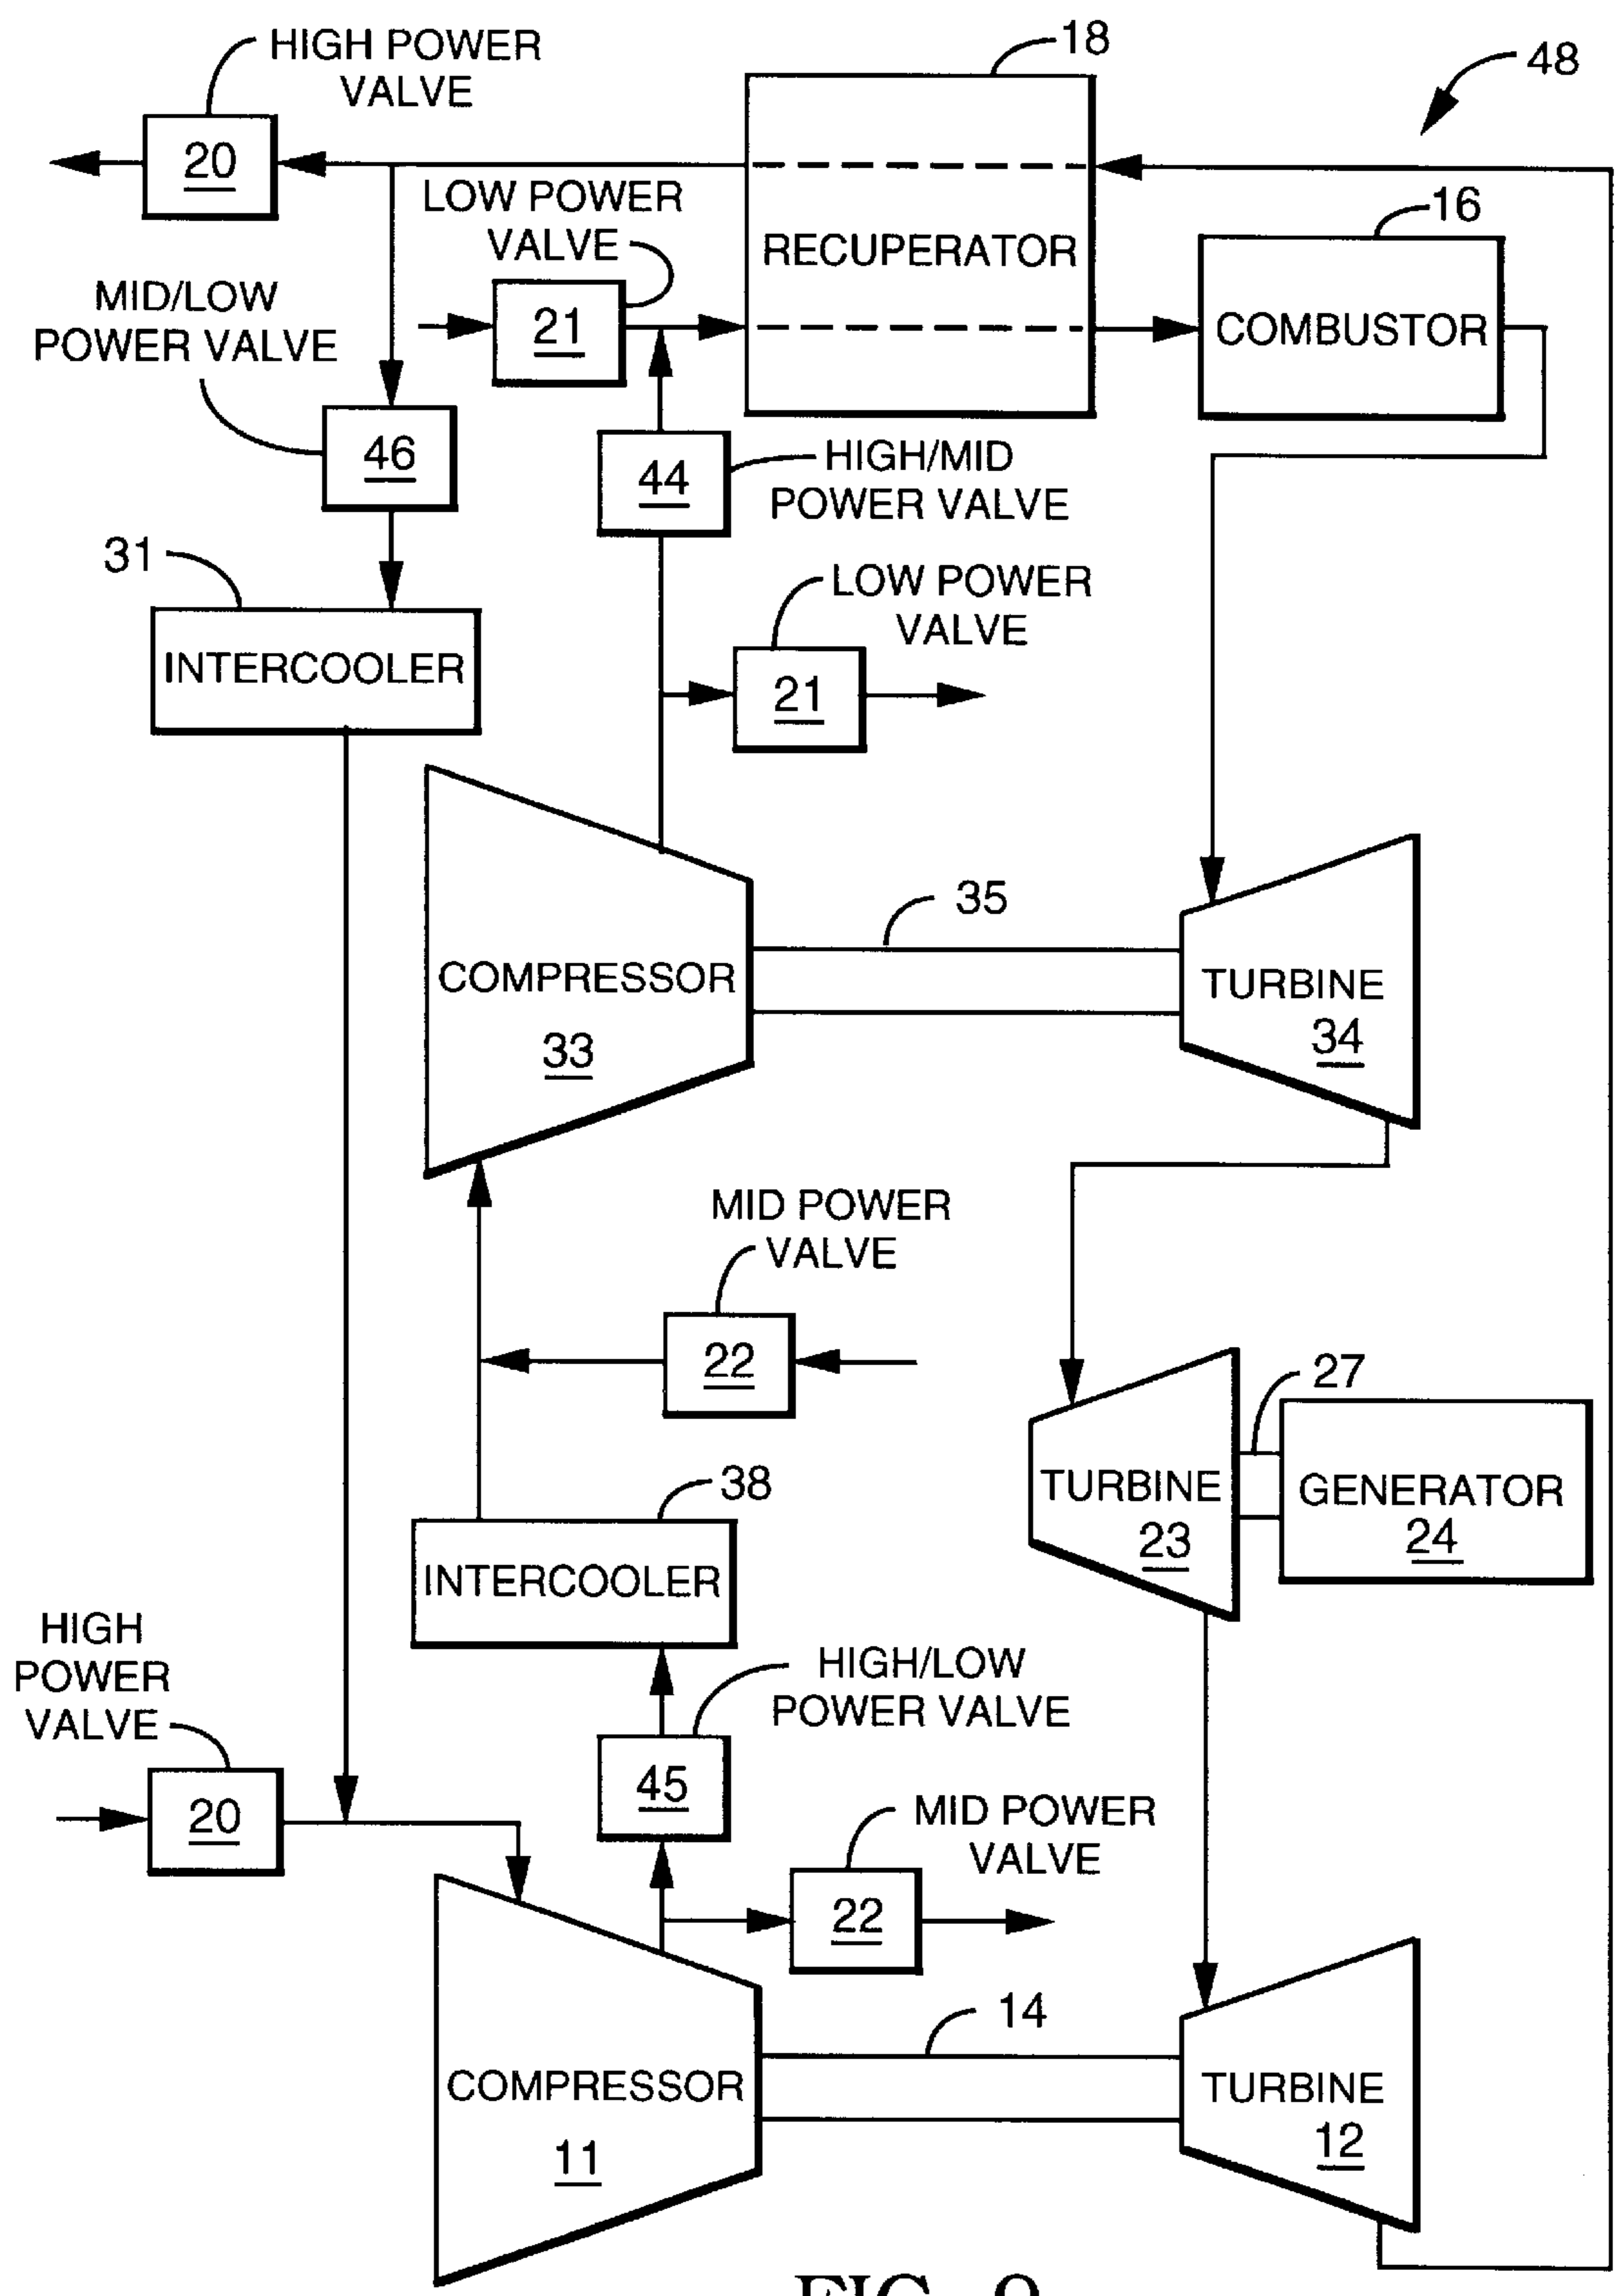 HIGH POWER
VALVE
18
48
20
LOW POWER
VALVE
16
RECUPERATOR
MID/LOW
POWER VALVE
21
COMBUSTOR
46
44
HIGH/MID
POWER VALVE
31
LOW POWER
VALVE
INTERCOOLER
21
35
COMPRESSOR
33
TURBINE
34
MID POWER
VALVE
22
27
TURBINE
23
GENERATOR
24
38
INTERCOOLER
HIGH
POWER
VALVE
HIGH/LOW
POWER VALVE
45
20
MID POWER
VALVE
22
14
COMPRESSOR
11
TURBINE
12